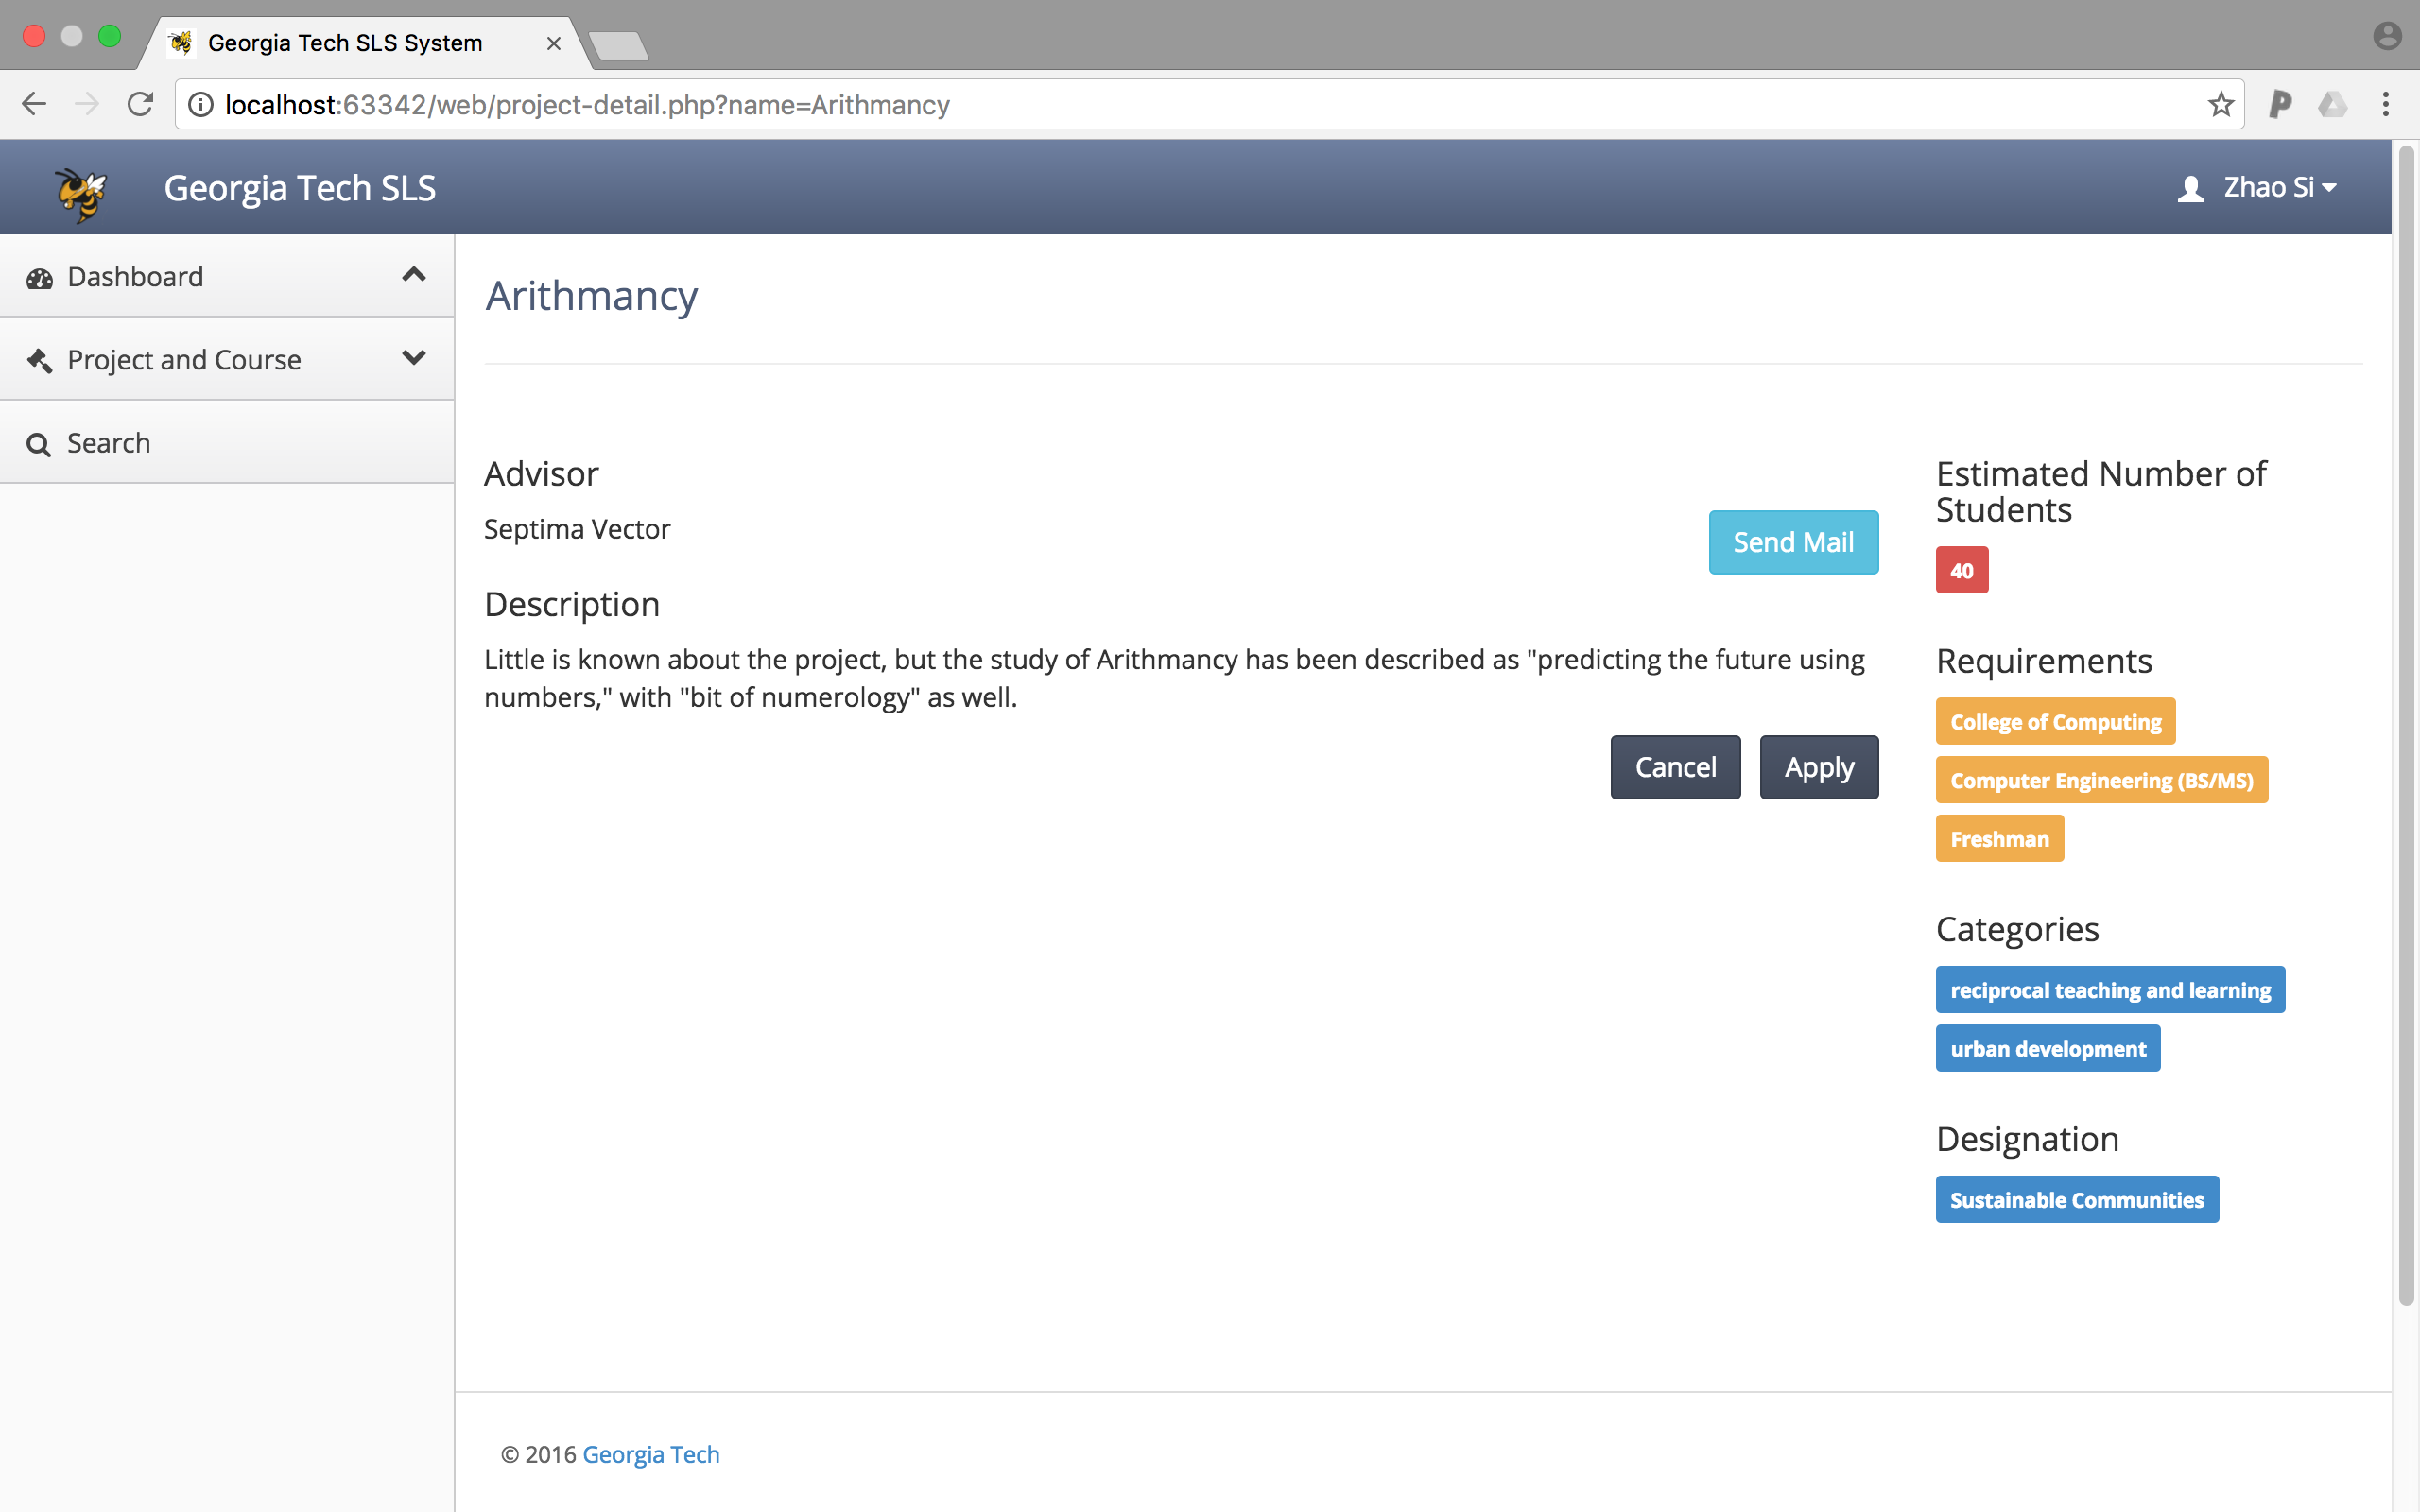 Georgia Tech SLS System
localhost:63342/web/project-detail.php?name=Arithmancy
Georgia Tech SLS
Zhao Si
Dashboard
Project and Course
Search
Arithmancy
Advisor
Septima Vector
Send Mail
Description
Little is known about the project, but the study of Arithmancy has been described as "predicting the future using
numbers," with "bit of numerology" as well.
Cancel
Apply
Estimated Number of
Students
40
Requirements
College of Computing
Computer Engineering (BS/MS)
Freshman
Categories
reciprocal teaching and learning
urban development
Designation
Sustainable Communities
© 2016 Georgia Tech